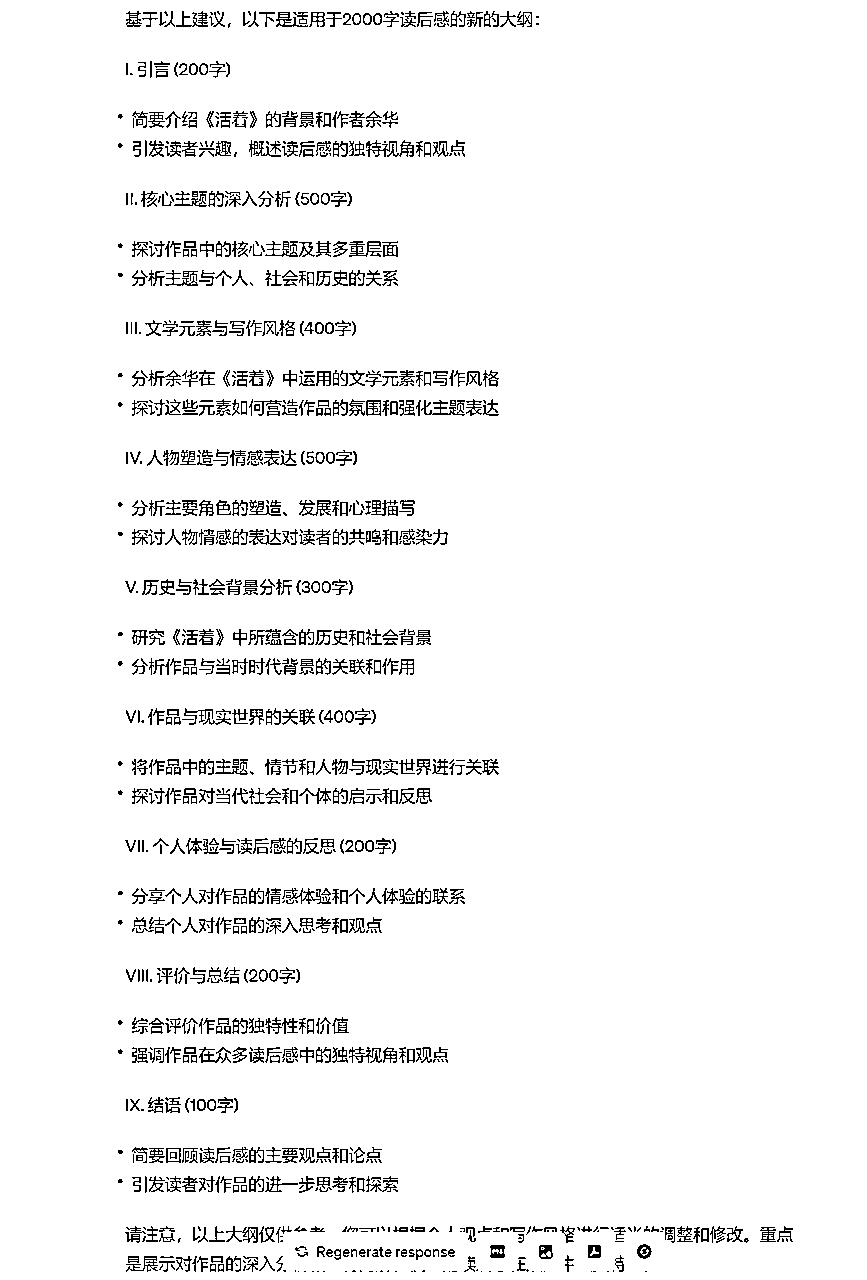 基于以上建议，以下是适用于2000字读后感的新的大纲：
I. 引言 (200字)
• 简要介绍《活着》的背景和作者余华
• 引发读者兴趣，概述读后感的独特视角和观点
II. 核心主题的深入分析 (500字)
• 探讨作品中的核心主题及其多重层面
• 分析主题与个人、社会和历史的关系
III. 文学元素与写作风格 (400字)
• 分析余华在《活着》中运用的文学元素和写作风格
• 探讨这些元素如何营造作品的氛围和强化主题表达
IV. 人物塑造与情感表达 (500字)
• 分析主要角色的塑造、发展和心理描写
• 探讨人物情感的表达对读者的共鸣和感染力
V. 历史与社会背景分析 (300字)
• 研究《活着》中所蕴含的历史和社会背景
• 分析作品与当时时代背景的关联和作用
VI. 作品与现实世界的关联 (400字)
• 将作品中的主题、情节和人物与现实世界进行关联
• 探讨作品对当代社会和个体的启示和反思
VII. 个人体验与读后感的反思 (200字)
• 分享个人对作品的情感体验和个人体验的联系
• 总结个人对作品的深入思考和观点
VIII. 评价与总结 (200字)
• 综合评价作品的独特性和价值
• 强调作品在众多读后感中的独特视角和观点
IX. 结语 (100字)
• 简要回顾读后感的主要观点和论点
• 引发读者对作品的进一步思考和探索
请注意，以上大纲仅供参考，您可以根据个人观点和写作风格进行适当的调整和修改。重点
是展示对作品的深入
Regenerate response